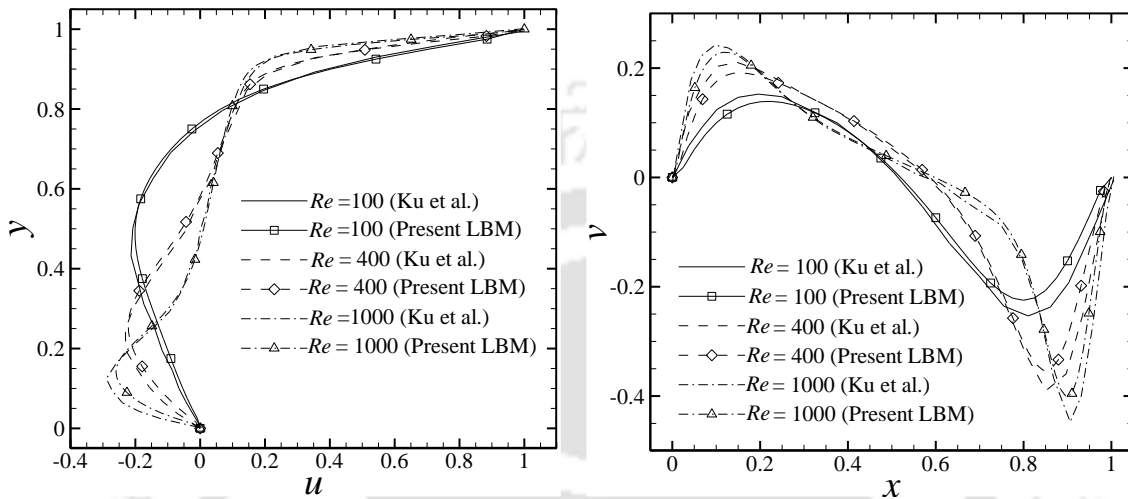 1
0.8
0.6
0.4
0.2
0
y
-0.4
-0.2
0
0.2
0.4
0.6
0.8
1
u
Re =100 (Ku et al.)
Re =100 (Present LBM)
Re = 400 (Ku et al.)
Re = 400 (Present LBM)
Re =1000 (Ku et al.)
Re = 1000 (Present LBM)
0.2
0
-0.2
-0.4
v
0
0.2
0.4
0.6
0.8
1
x
Re = 100 (Ku et al.)
Re = 100 (Present LBM)
Re = 400 (Ku et al.)
Re = 400 (Present LBM)
Re = 1000 (Ku et al.)
Re = 1000 (Present LBM)